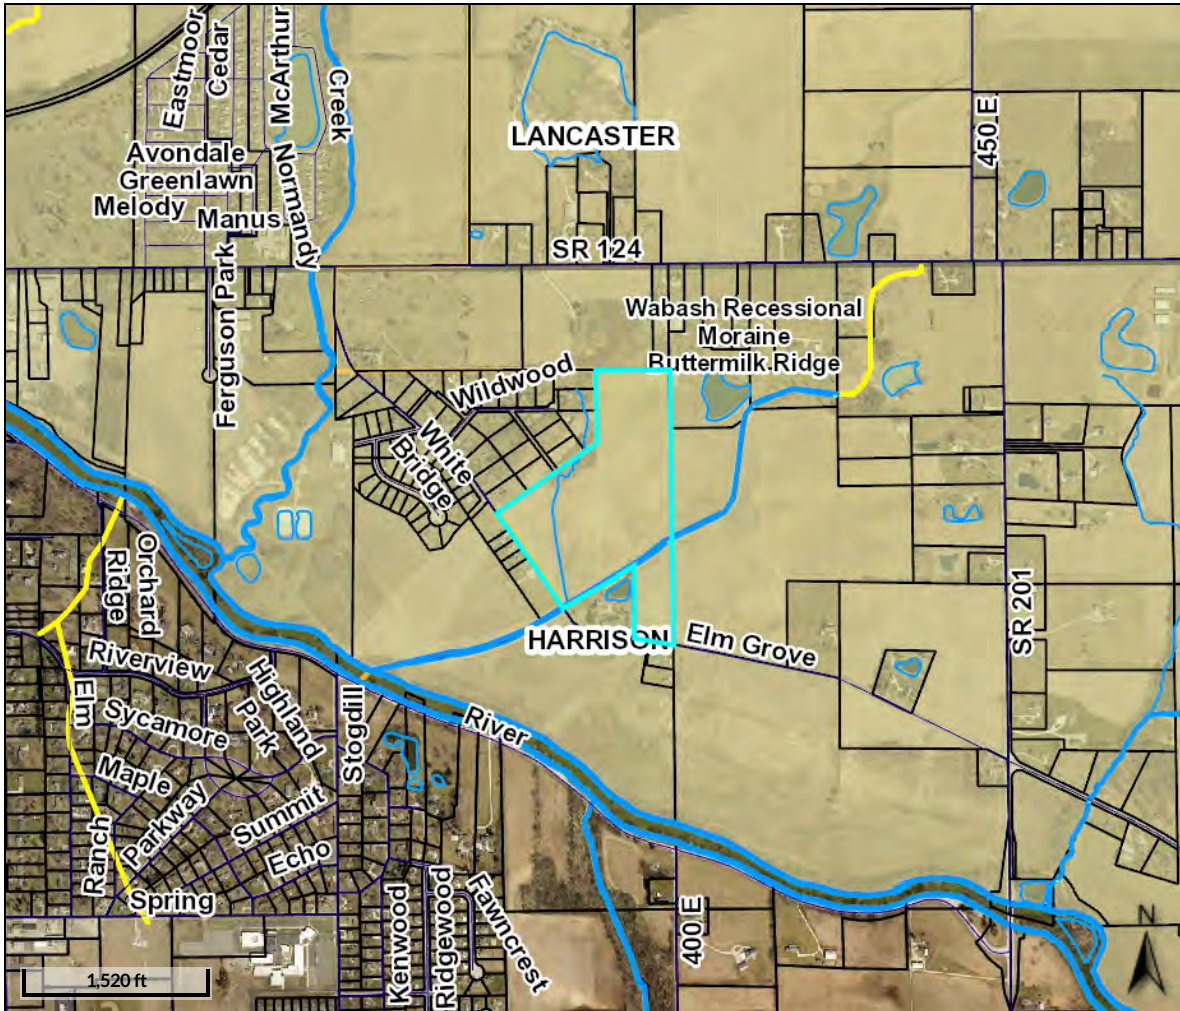 Eastmoor
Cedar
McArthur
Creek
LANCASTER
450 E
Avondale
Greenlawn
Melody
Manus
Normandy
SR 124
Ferguson Park
Wabash Recessional
Moraine
Buttermilk Ridge
Wildwood
White
Bridge
Orchard
Ridge
SR 201
HARRISON
Elm Grove
Riverview
Highland
Park
Elm
Sycamore
Stogdill
River
Maple
Parkway
Summit
Ranch
Echo
Spring
Kenwood
Ridgewood
Fawncrest
400 E
N
1,520 ft